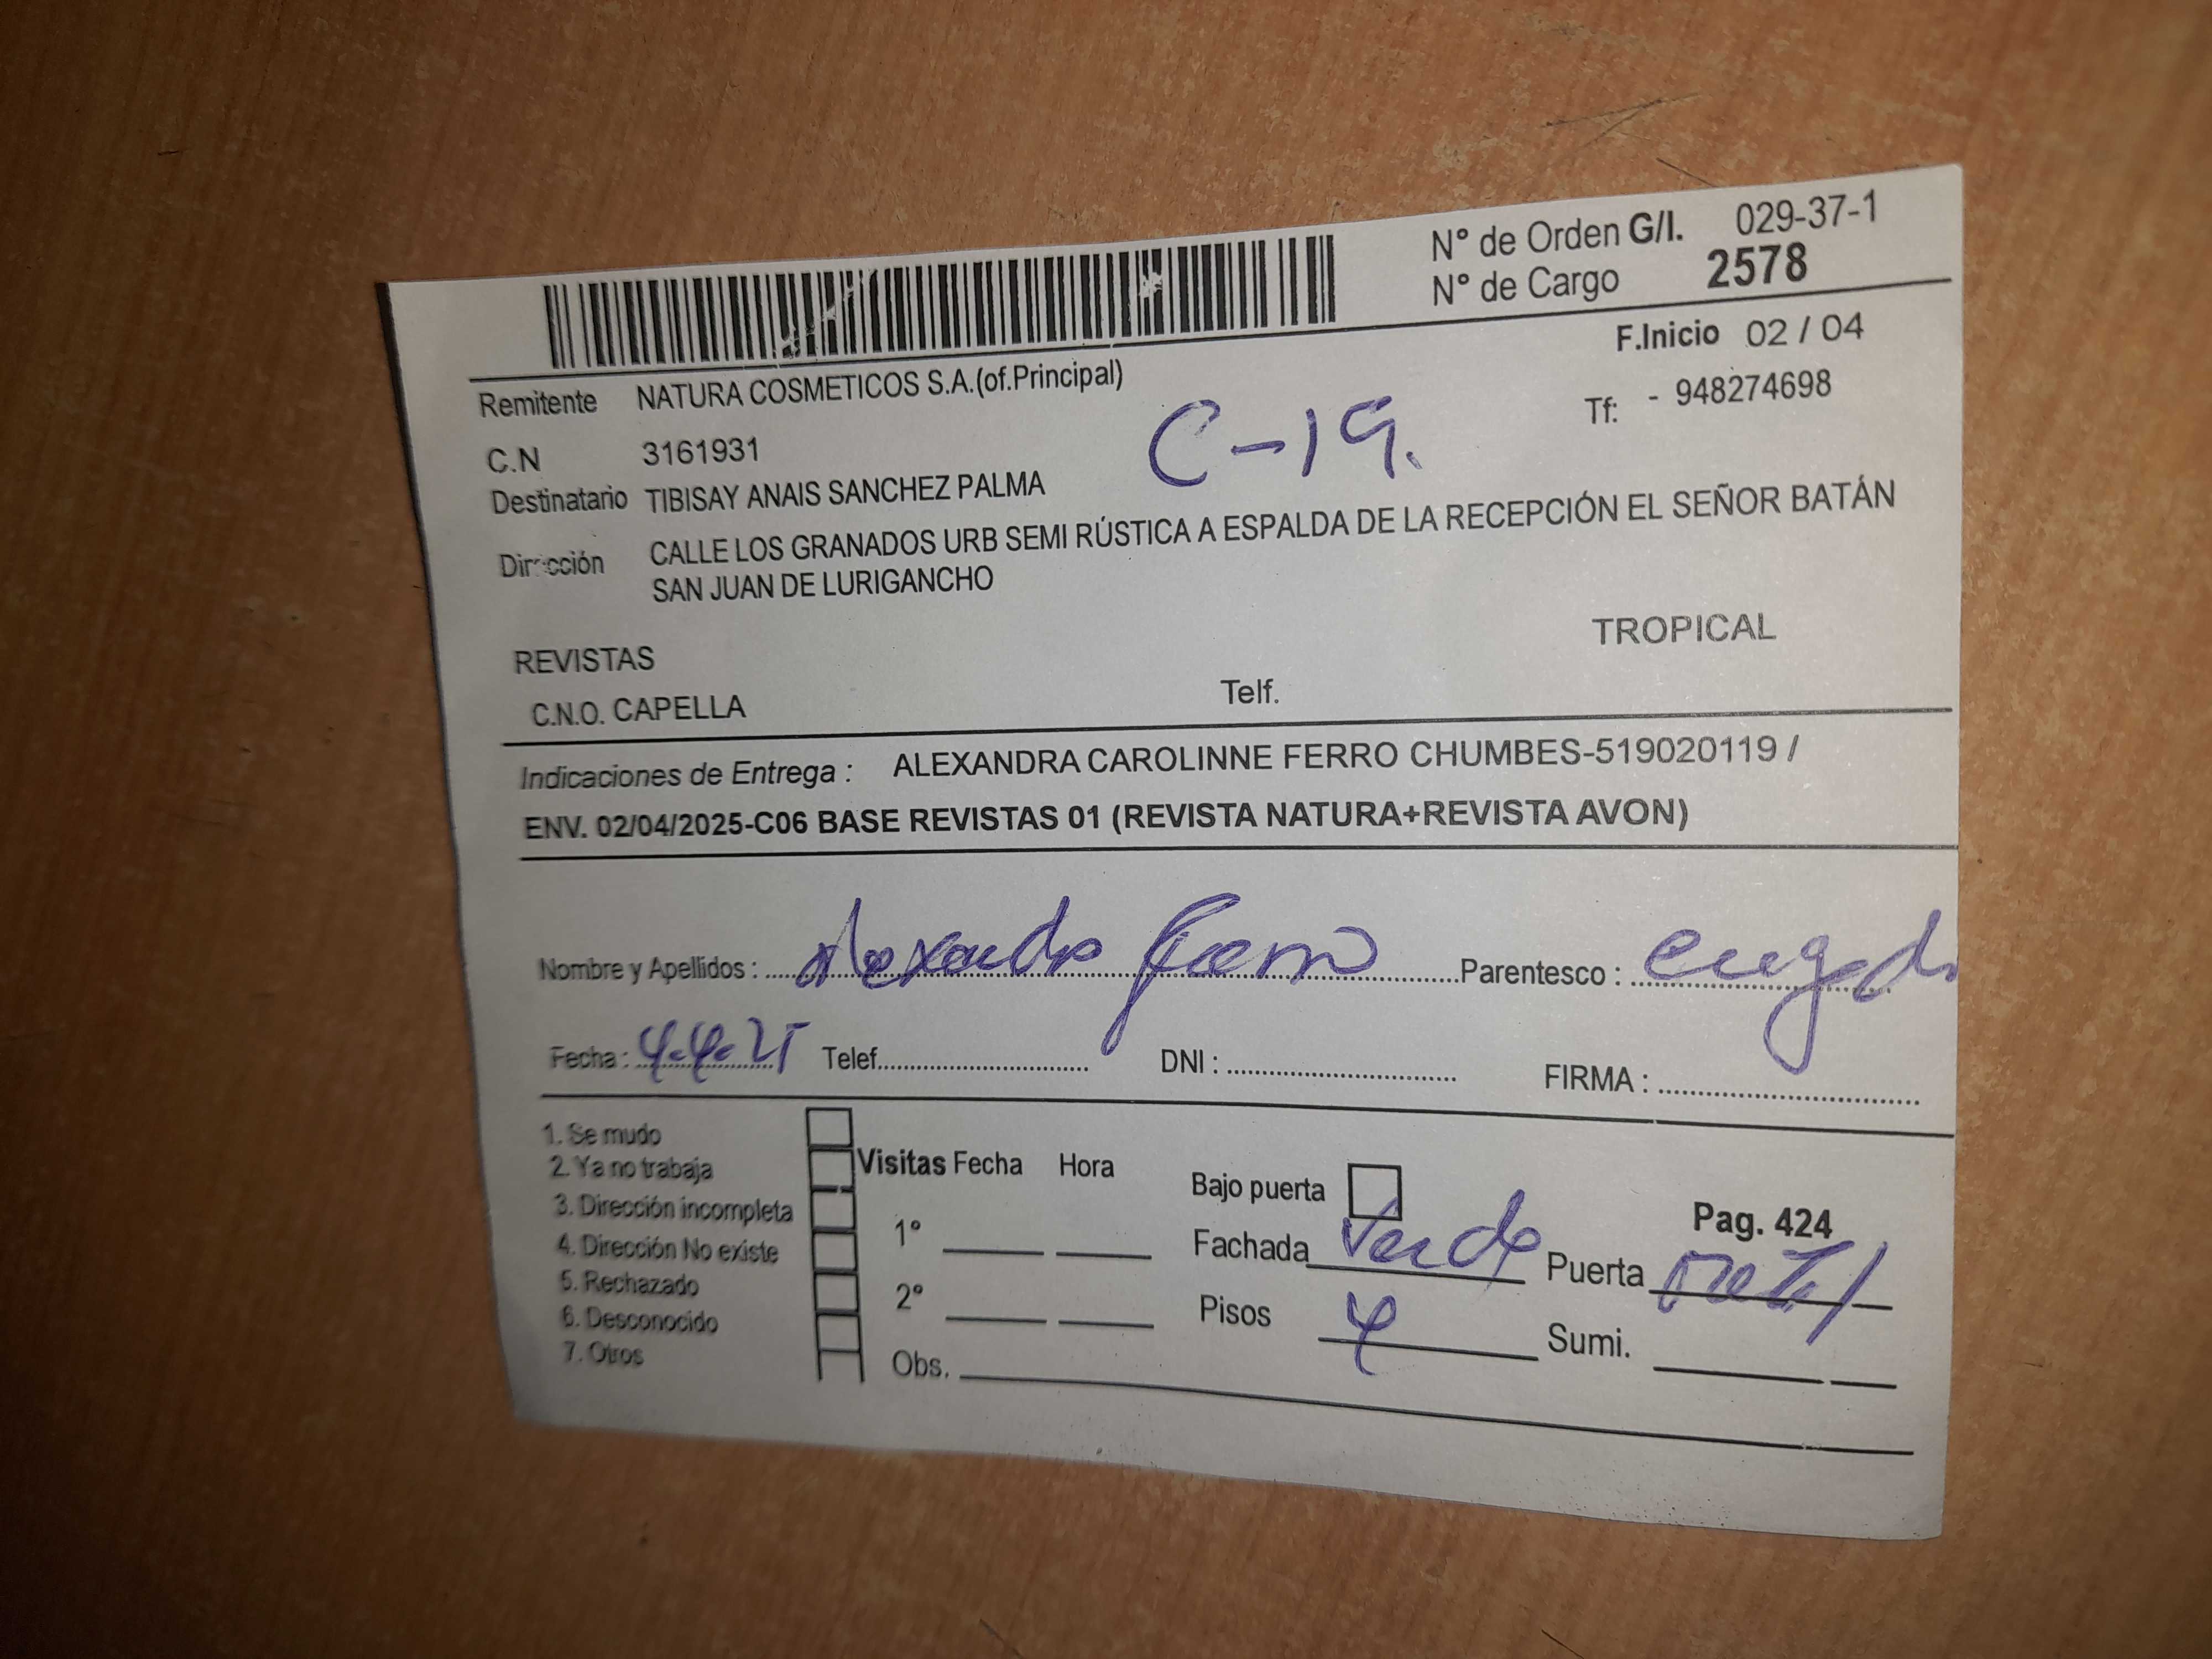 N° de Orden G/I. 029-37-1
N° de Cargo 2578
F.Inicio 02 / 04
Remitente NATURA COSMETICOS S.A.(of.Principal)
Tf: - 948274698
C.N 3161931
C-19.
Destinatario TIBISAY ANAIS SANCHEZ PALMA
Dirección CALLE LOS GRANADOS URB SEMI RÚSTICA A ESPALDA DE LA RECEPCIÓN EL SEÑOR BATÁN
SAN JUAN DE LURIGANCHO
TROPICAL
REVISTAS
C.N.O. CAPELLA Telf.
Indicaciones de Entrega : ALEXANDRA CAROLINNE FERRO CHUMBES-519020119 /
ENV. 02/04/2025-C06 BASE REVISTAS 01 (REVISTA NATURA+REVISTA AVON)
Nombre y Apellidos : Alexandra Ferro Parentesco :
Fecha : 4-4-25 Telef. DNI : FIRMA :
1. Se mudo
2. Ya no trabaja
3. Dirección incompleta
4. Dirección No existe
5. Rechazado
6. Desconocido
7. Otros
Visitas Fecha Hora
1°
2°
Obs.
Bajo puerta
Pag. 424
Fachada Verde Puerta Metal
Pisos 4 Sumi.